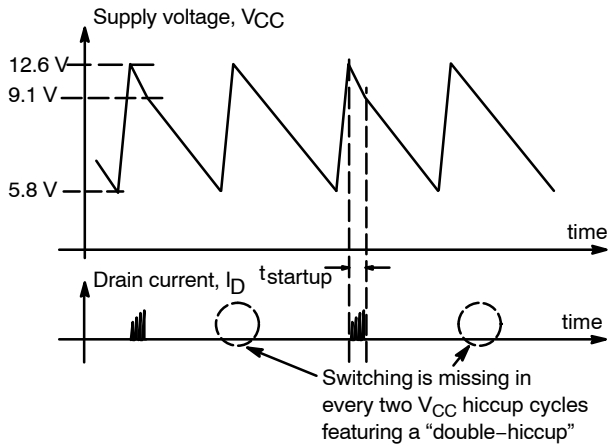 Supply voltage, VCC
12.6 V
9.1 V
5.8 V
time
tstartup
Drain current, ID
time
Switching is missing in
every two VCC hiccup cycles
featuring a “double−hiccup”